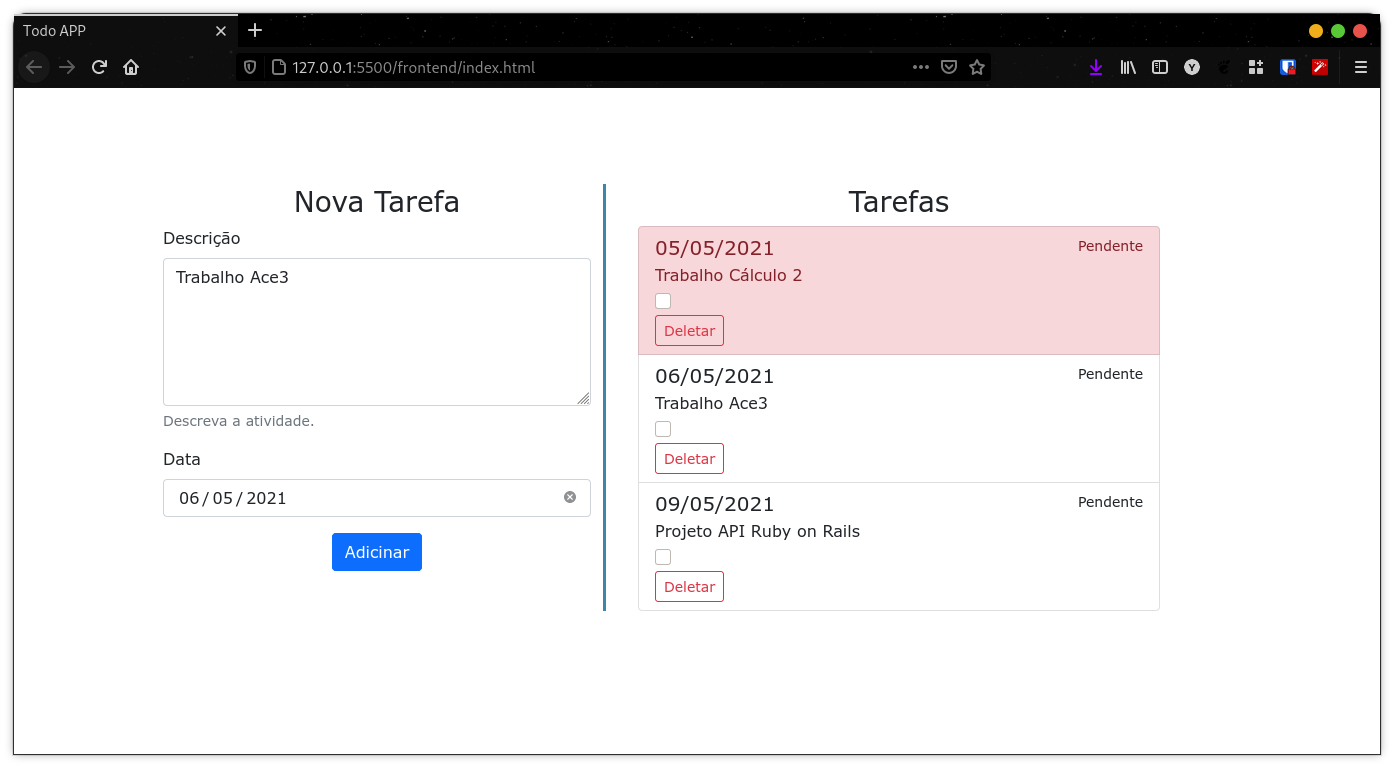 Todo APP
127.0.0.1:5500/frontend/index.html
Nova Tarefa
Descrição
Trabalho Ace3
Descreva a atividade.
Data
06/05/2021
Adicinar
Tarefas
05/05/2021
Pendente
Trabalho Cálculo 2
Deletar
06/05/2021
Pendente
Trabalho Ace3
Deletar
09/05/2021
Pendente
Projeto API Ruby on Rails
Deletar